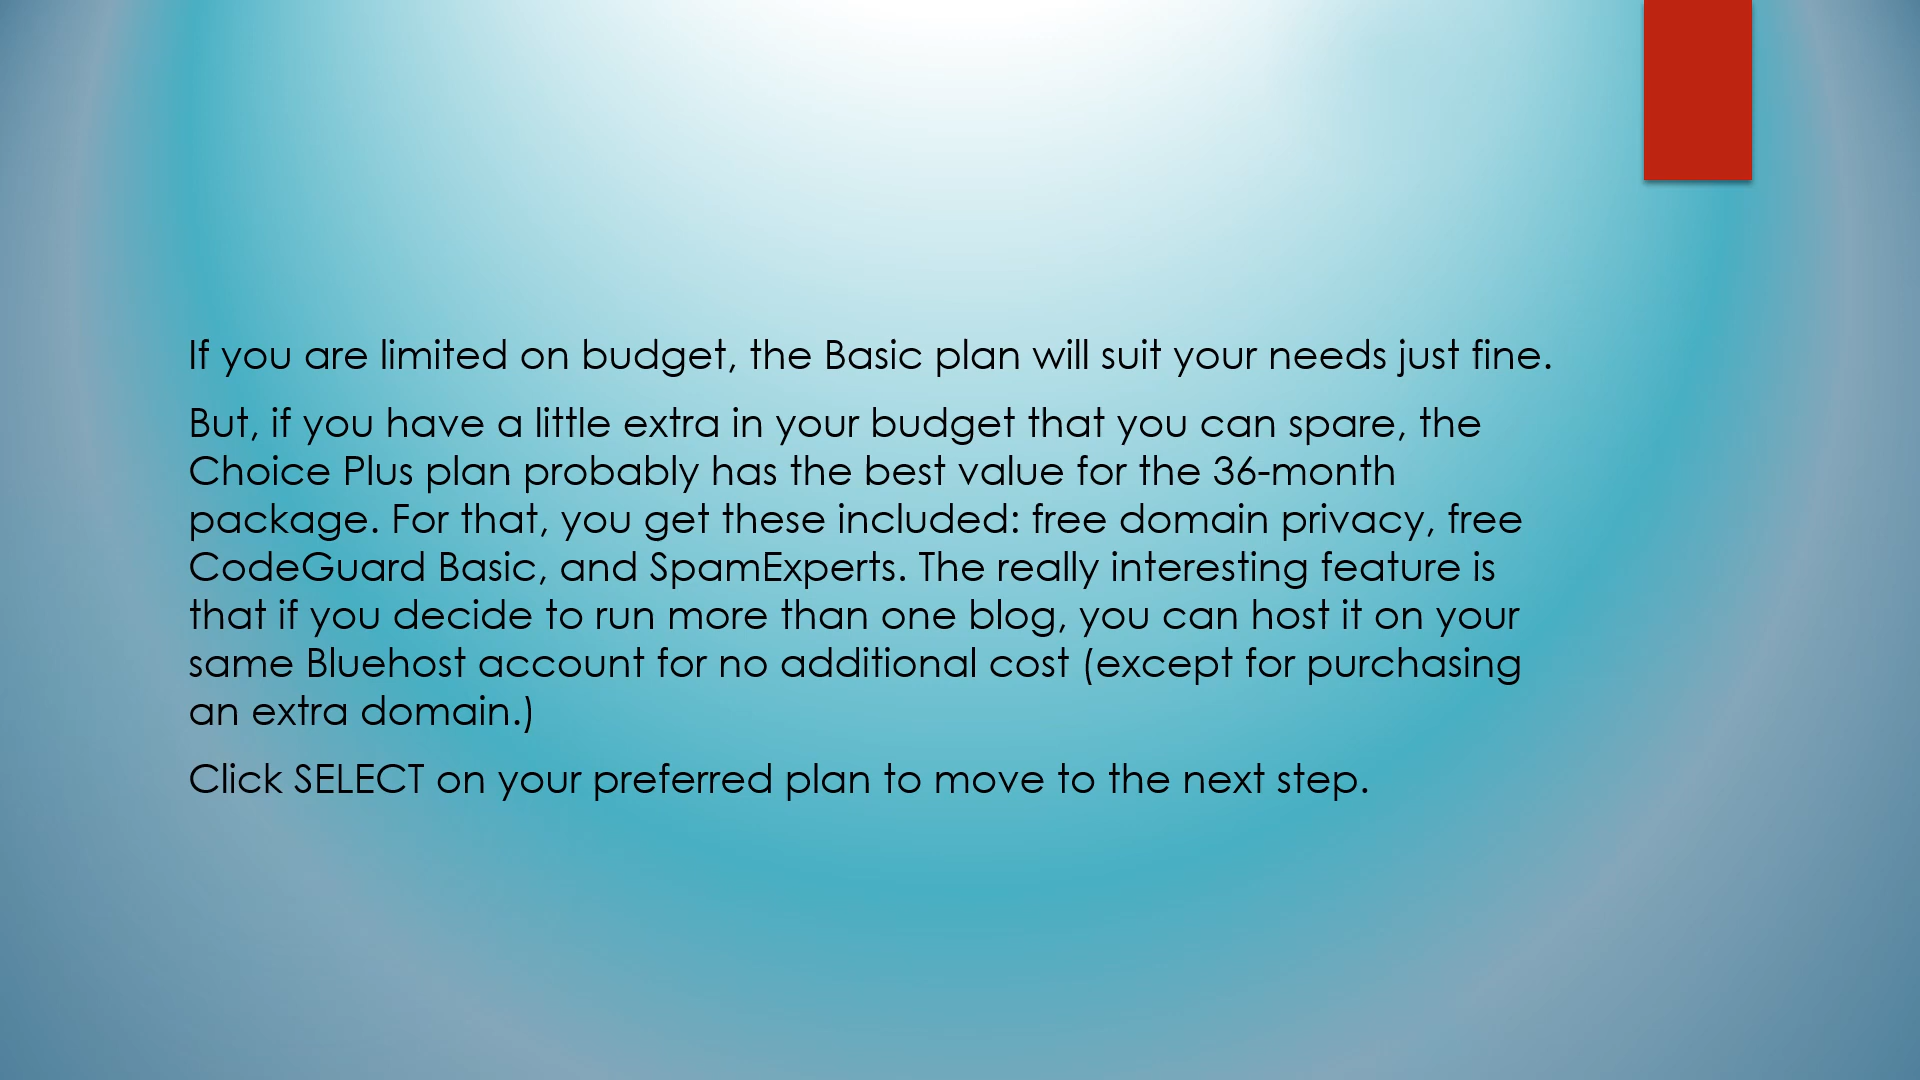 If you are limited on budget, the Basic plan will suit your needs just fine.
But, if you have a little extra in your budget that you can spare, the
Choice Plus plan probably has the best value for the 36-month
package. For that, you get these included: free domain privacy, free
CodeGuard Basic, and SpamExperts. The really interesting feature is
that if you decide to run more than one blog, you can host it on your
same Bluehost account for no additional cost (except for purchasing
an extra domain.)
Click SELECT on your preferred plan to move to the next step.